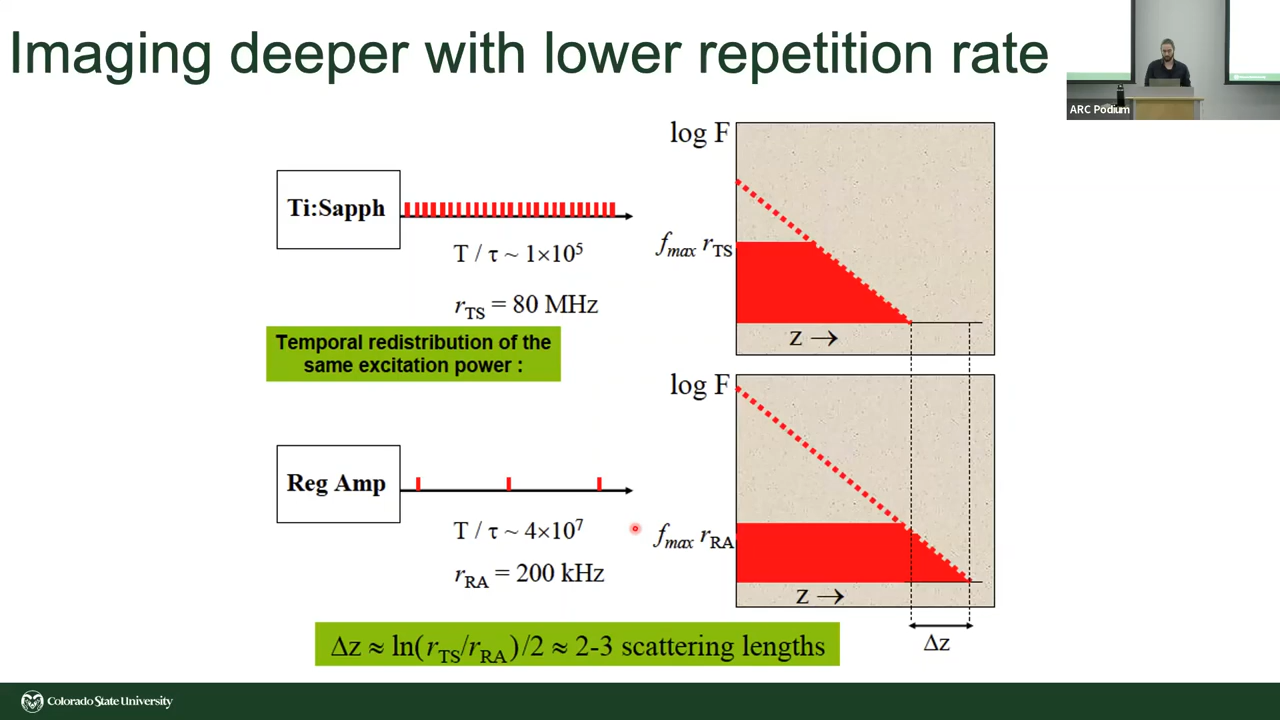 Imaging deeper with lower repetition rate
ARC Podium
Ti:Sapph
T / τ ~ 1×10⁵
r_TS = 80 MHz
Temporal redistribution of the
same excitation power :
Reg Amp
T / τ ~ 4×10⁷
r_RA = 200 kHz
log F
f_max r_TS
z →
log F
f_max r_RA
z →
Δz
Δz ≈ ln(r_TS/r_RA)/2 ≈ 2-3 scattering lengths
Colorado State University